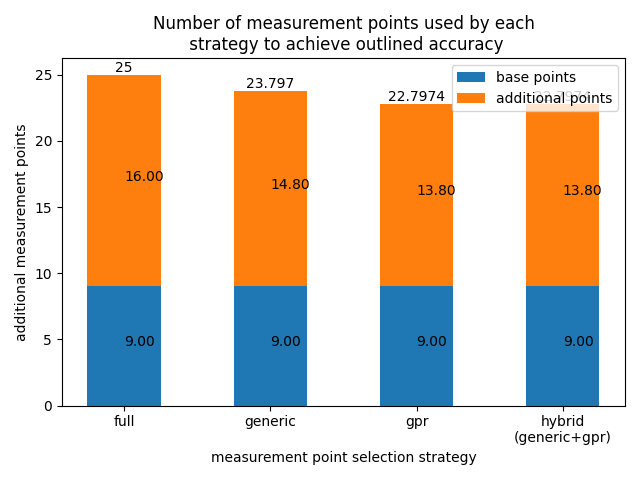 Number of measurement points used by each
strategy to achieve outlined accuracy
base points
additional points
25
23.797
22.7974
16.00
14.80
13.80
13.80
9.00
9.00
9.00
9.00
additional measurement points
25
20
15
10
5
0
full
generic
gpr
hybrid
(generic+gpr)
measurement point selection strategy